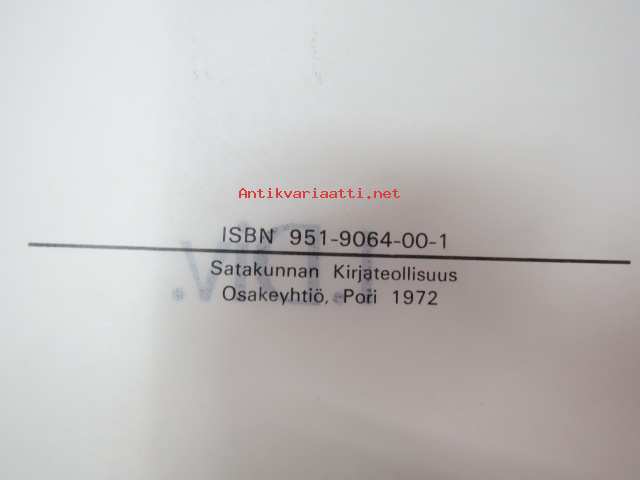 Antikvariaatti.net
ISBN 951-9064-00-1
Satakunnan Kirjateollisuus
Osakeyhtiö, Pori 1972